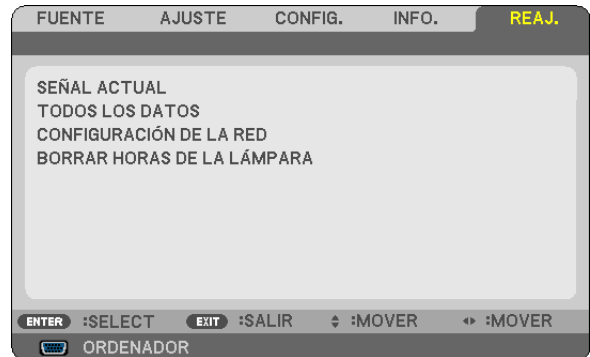 FUENTE AJUSTE CONFIG. INFO. REAJ.
SEÑAL ACTUAL
TODOS LOS DATOS
CONFIGURACIÓN DE LA RED
BORRAR HORAS DE LA LÁMPARA
ENTER :SELECT EXIT :SALIR :MOVER :MOVER
ORDENADOR